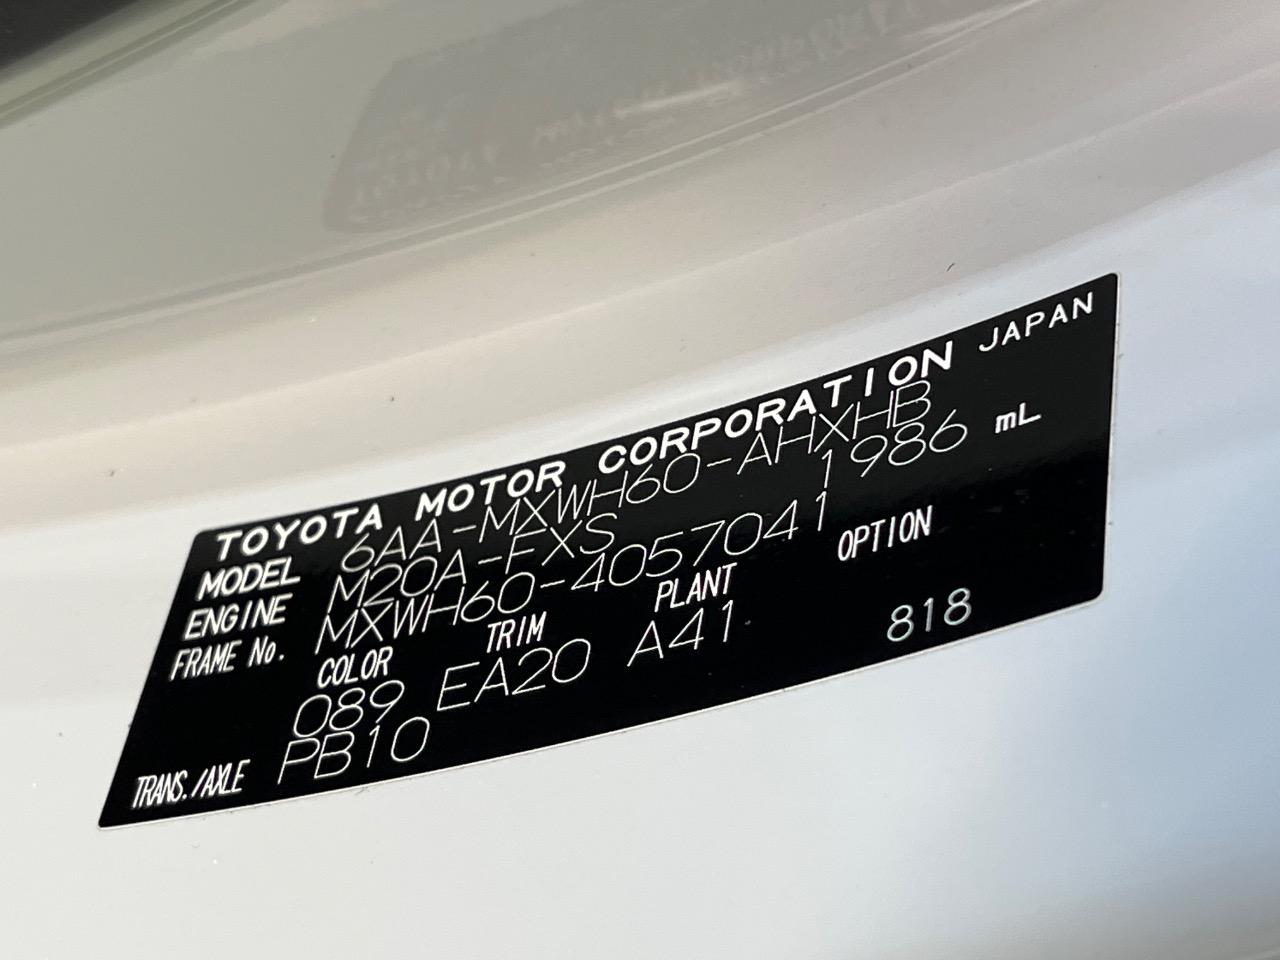 TOYOTA MOTOR CORPORATION JAPAN
MODEL 6AA-MXWH60-AHXHB
ENGINE M20A-FXS 1986 mL
FRAME No. MXWH60-4057041
COLOR TRIM PLANT OPTION
089 EA20 A41 818
TRANS./AXLE PB10